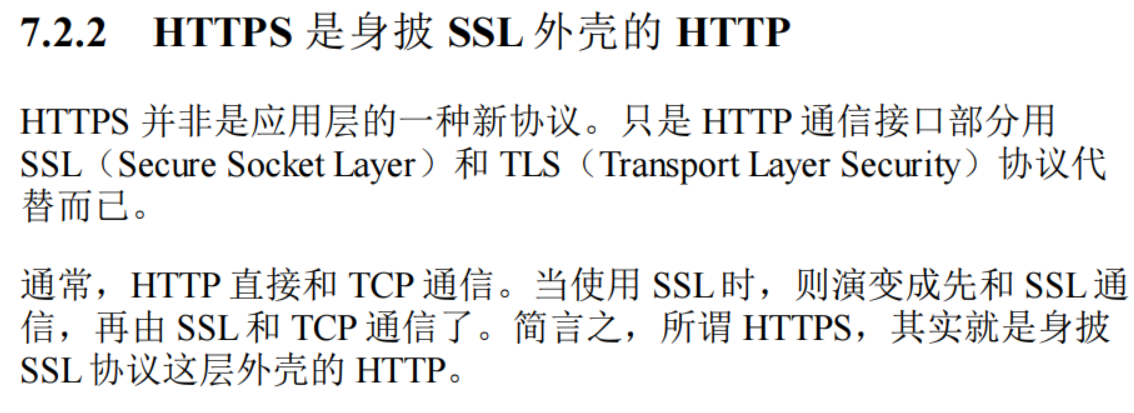 7.2.2 HTTPS 是身披 SSL 外壳的 HTTP
HTTPS 并非是应用层的一种新协议。只是 HTTP 通信接口部分用
SSL（Secure Socket Layer）和 TLS（Transport Layer Security）协议代
替而已。
通常，HTTP 直接和 TCP 通信。当使用 SSL 时，则演变成先和 SSL 通
信，再由 SSL 和 TCP 通信了。简言之，所谓 HTTPS，其实就是身披
SSL 协议这层外壳的 HTTP。